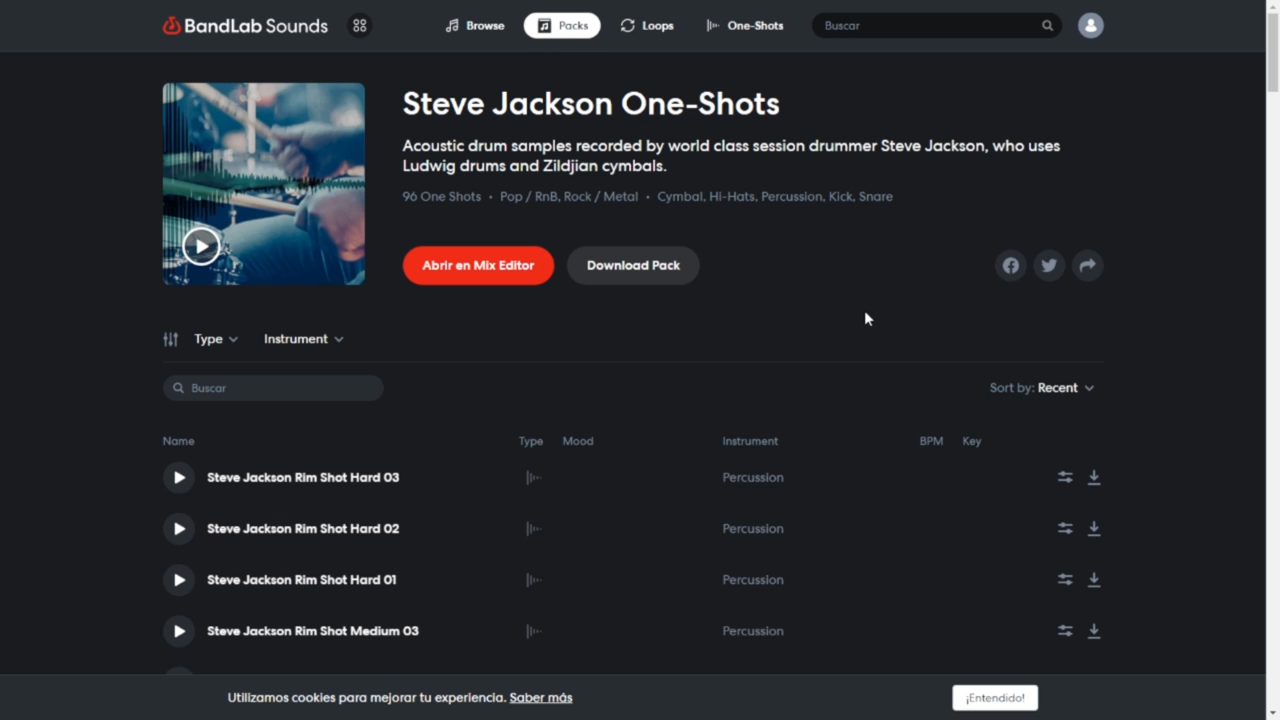 BandLab Sounds
Browse Packs Loops One-Shots Buscar
Steve Jackson One-Shots
Acoustic drum samples recorded by world class session drummer Steve Jackson, who uses
Ludwig drums and Zildjian cymbals.
96 One Shots • Pop / RnB, Rock / Metal • Cymbal, Hi-Hats, Percussion, Kick, Snare
Abrir en Mix Editor Download Pack
Type Instrument
Buscar Sort by: Recent
Name Type Mood Instrument BPM Key
Steve Jackson Rim Shot Hard 03 Percussion
Steve Jackson Rim Shot Hard 02 Percussion
Steve Jackson Rim Shot Hard 01 Percussion
Steve Jackson Rim Shot Medium 03 Percussion
Utilizamos cookies para mejorar tu experiencia. Saber más ¡Entendido!